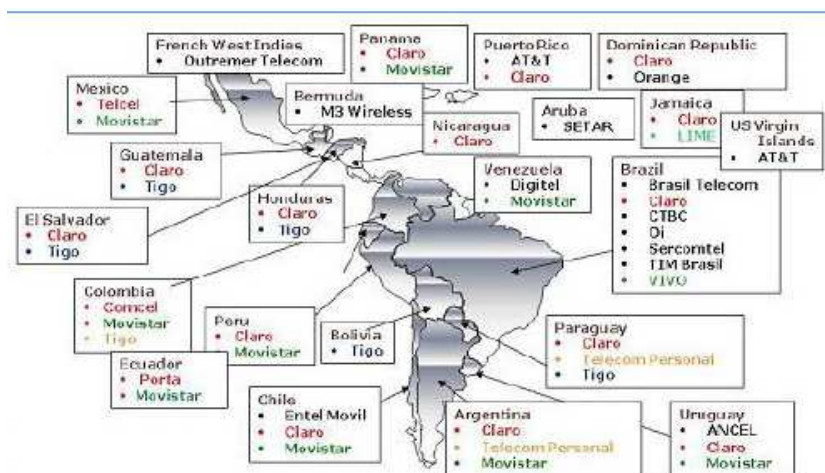 French West Indies
• Outremer Telecom
Panama
• Claro
• Movistar
Puerto Rico
• AT&T
• Claro
Dominican Republic
• Claro
• Orange
Mexico
• Telcel
• Movistar
Bermuda
• M3 Wireless
Nicaragua
• Claro
Aruba
• SETAR
Jamaica
• Claro
• LIME
US Virgin
Islands
• AT&T
Guatemala
• Claro
• Tigo
Honduras
• Claro
• Tigo
Venezuela
• Digitel
• Movistar
Brazil
• Brasil Telecom
• Claro
• CTBC
• Oi
• Sercomtel
• TIM Brasil
• VIVO
El Salvador
• Claro
• Tigo
Colombia
• Comcel
• Movistar
• Tigo
Peru
• Claro
• Movistar
Bolivia
• Tigo
Paraguay
• Claro
• Telecom Personal
• Tigo
Ecuador
• Porta
• Movistar
Chile
• Entel Movil
• Claro
• Movistar
Argentina
• Claro
• Telecom Personal
• Movistar
Uruguay
• ANCEL
• Claro
• Movistar